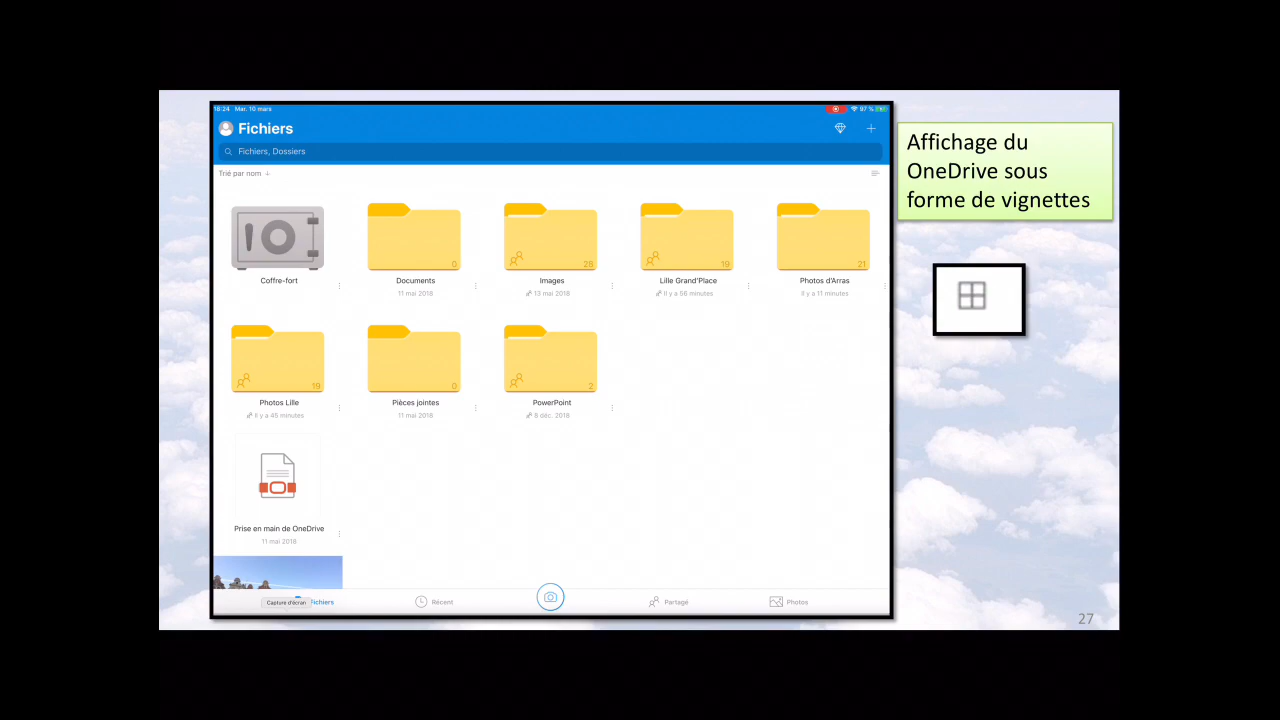 18:24 Mar. 10 mars
97 %
Fichiers
Fichiers, Dossiers
Trié par nom ↓
Coffre-fort
Documents
0
11 mai 2018
Images
28
13 mai 2018
Lille Grand'Place
19
Il y a 56 minutes
Photos d'Arras
21
Il y a 11 minutes
Photos Lille
19
Il y a 45 minutes
Pièces jointes
0
11 mai 2018
PowerPoint
2
8 déc. 2018
Prise en main de OneDrive
11 mai 2018
Capture d'écran
Fichiers
Récent
Partagé
Photos
Affichage du
OneDrive sous
forme de vignettes
27